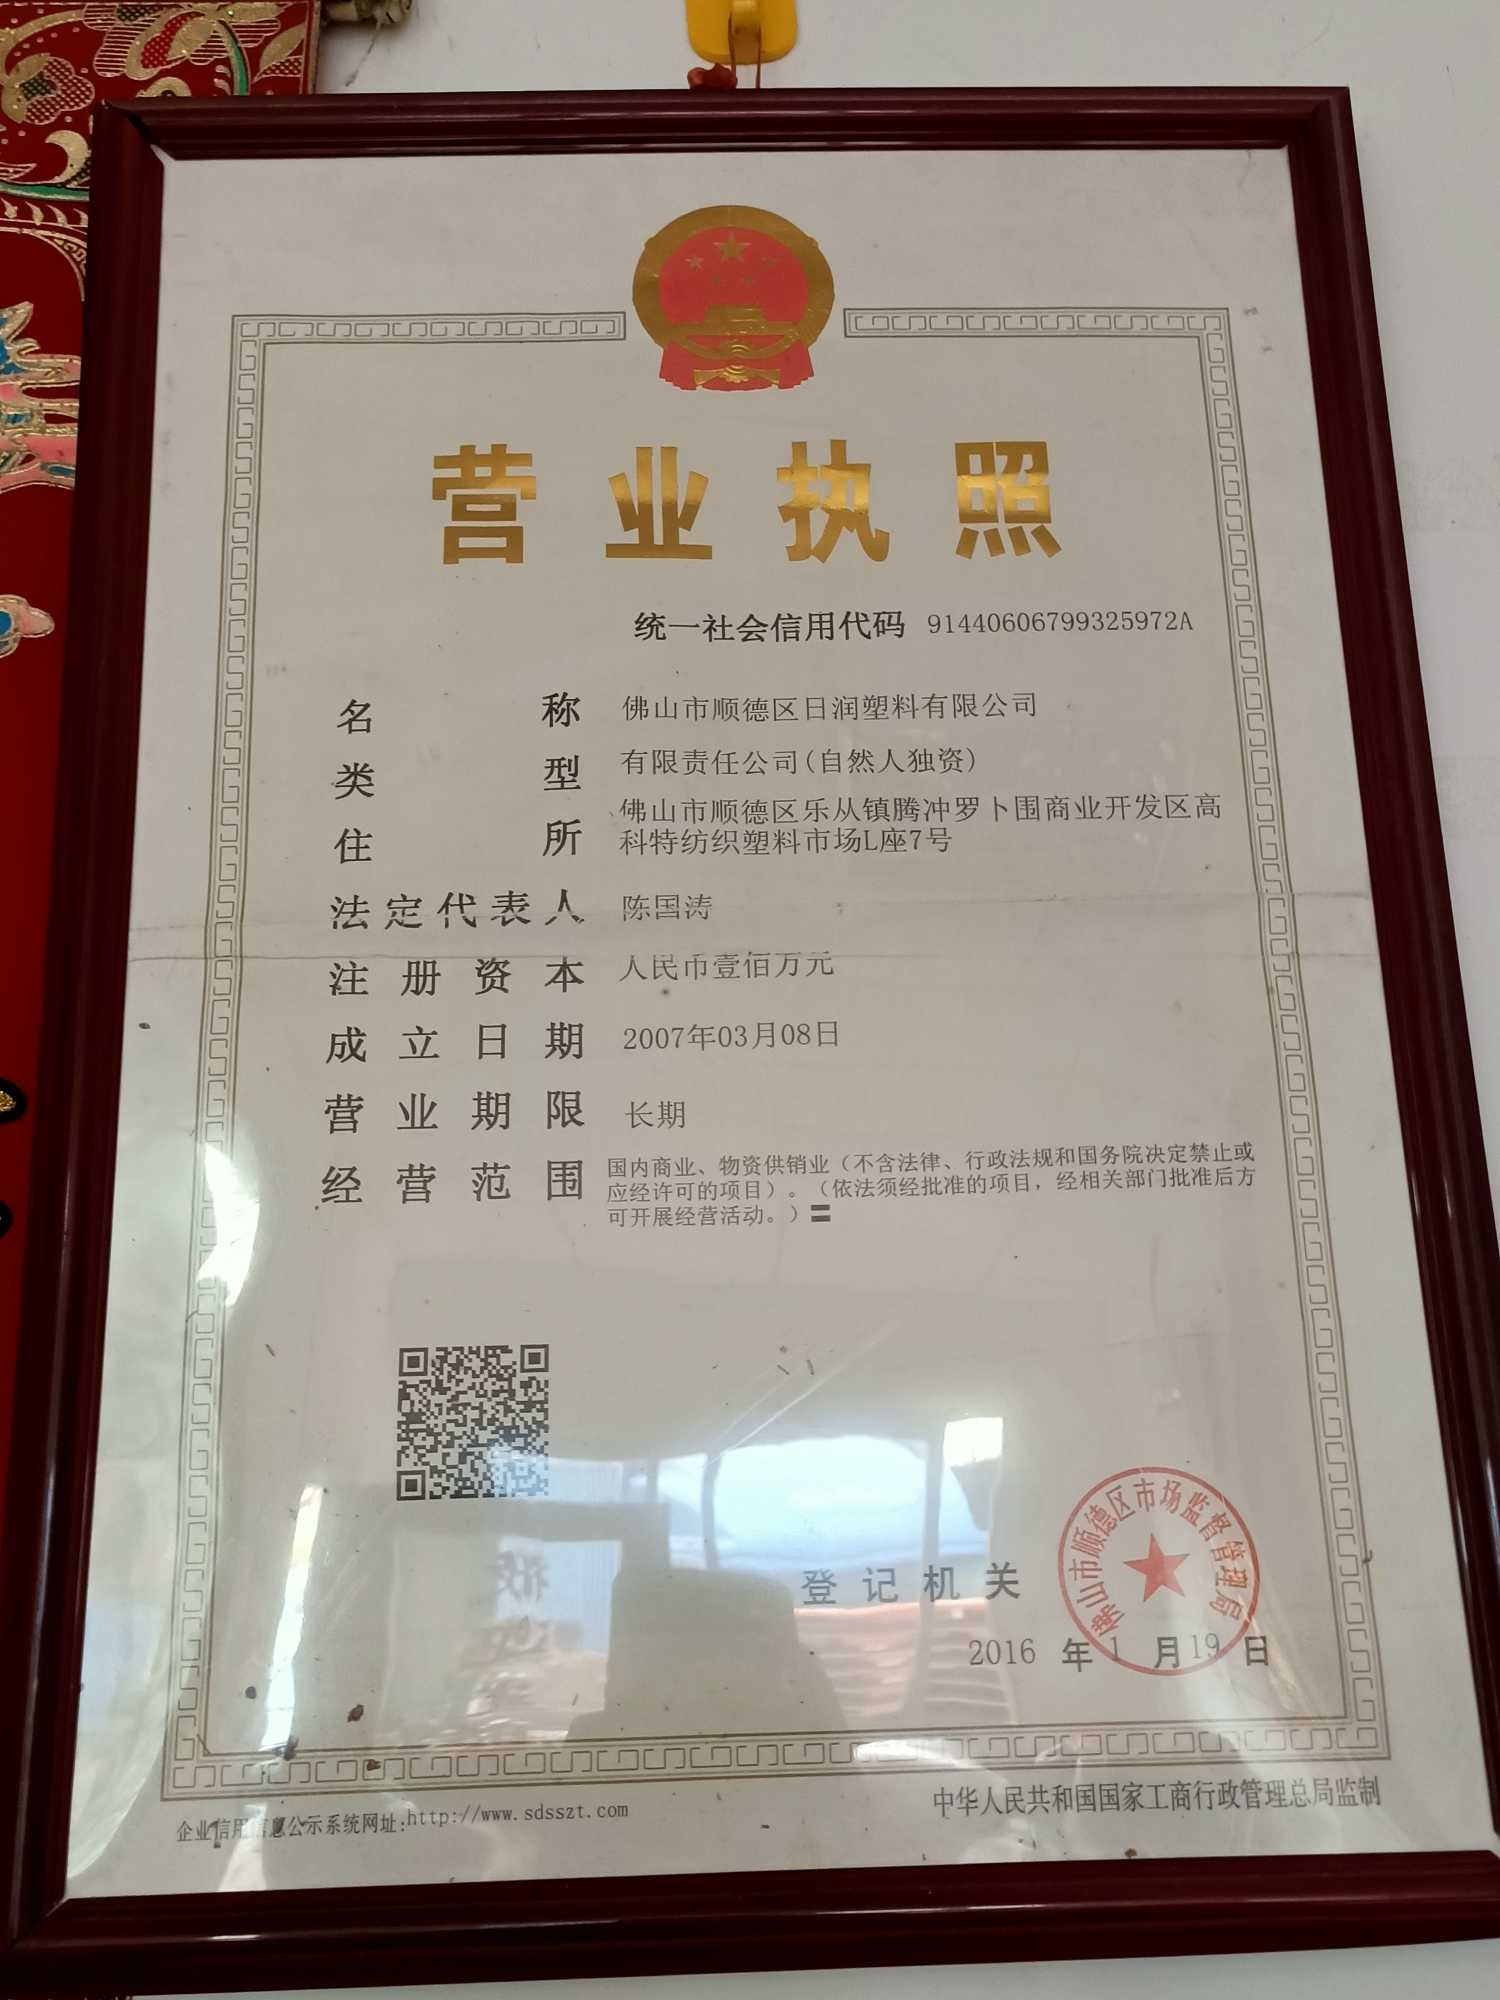 营业执照
统一社会信用代码 91440606799325972A
名称 佛山市顺德区日润塑料有限公司
类型 有限责任公司(自然人独资)
住所 佛山市顺德区乐从镇腾冲罗卜围商业开发区高
科特纺织塑料市场L座7号
法定代表人 陈国涛
注册资本 人民币壹佰万元
成立日期 2007年03月08日
营业期限 长期
经营范围 国内商业、物资供销业（不含法律、行政法规和国务院决定禁止或
应经许可的项目）。（依法须经批准的项目，经相关部门批准后方
可开展经营活动。）〓
登记机关
佛山市顺德区市场监督管理局
2016 年 1 月 19 日
企业信用信息公示系统网址:http://www.sdsszt.com
中华人民共和国国家工商行政管理总局监制